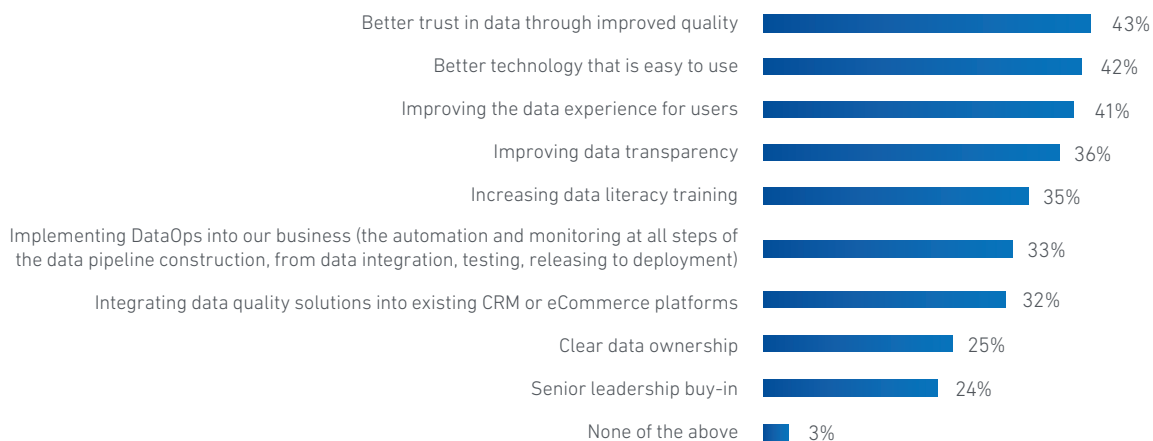 Better trust in data through improved quality 43%
Better technology that is easy to use 42%
Improving the data experience for users 41%
Improving data transparency 36%
Increasing data literacy training 35%
Implementing DataOps into our business (the automation and monitoring at all steps of
the data pipeline construction, from data integration, testing, releasing to deployment) 33%
Integrating data quality solutions into existing CRM or eCommerce platforms 32%
Clear data ownership 25%
Senior leadership buy-in 24%
None of the above 3%